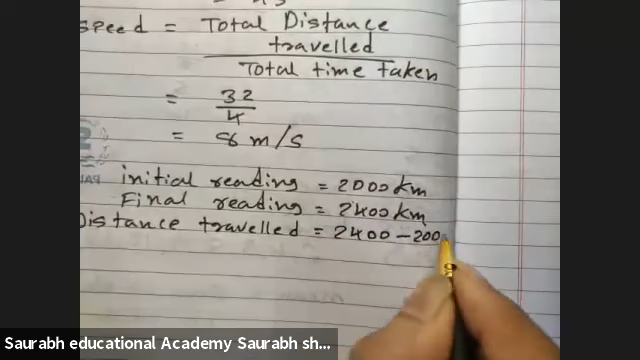 speed = Total Distance
travelled
Total time taken
= 32
4
= 8 m/s
initial reading = 2000 km
Final reading = 2400 km
Distance travelled = 2400 - 200
Saurabh educational Academy Saurabh sh...